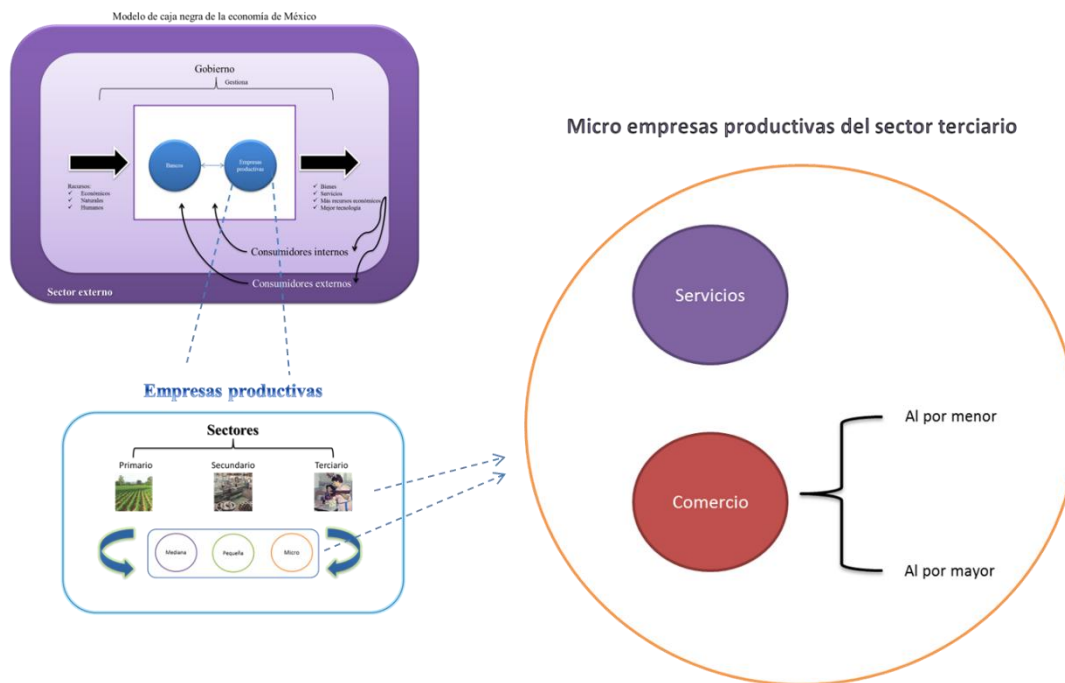 Modelo de caja negra de la economía de México
Gobierno
Gestiona
Bancos
Empresas
productivas
Recursos:
✓ Económicos
✓ Naturales
✓ Humanos
✓ Bienes
✓ Servicios
✓ Más recursos económicos
✓ Mejor tecnología
Consumidores internos
Consumidores externos
Sector externo
Empresas productivas
Sectores
Primario
Secundario
Terciario
Mediana
Pequeña
Micro
Micro empresas productivas del sector terciario
Servicios
Comercio
Al por menor
Al por mayor